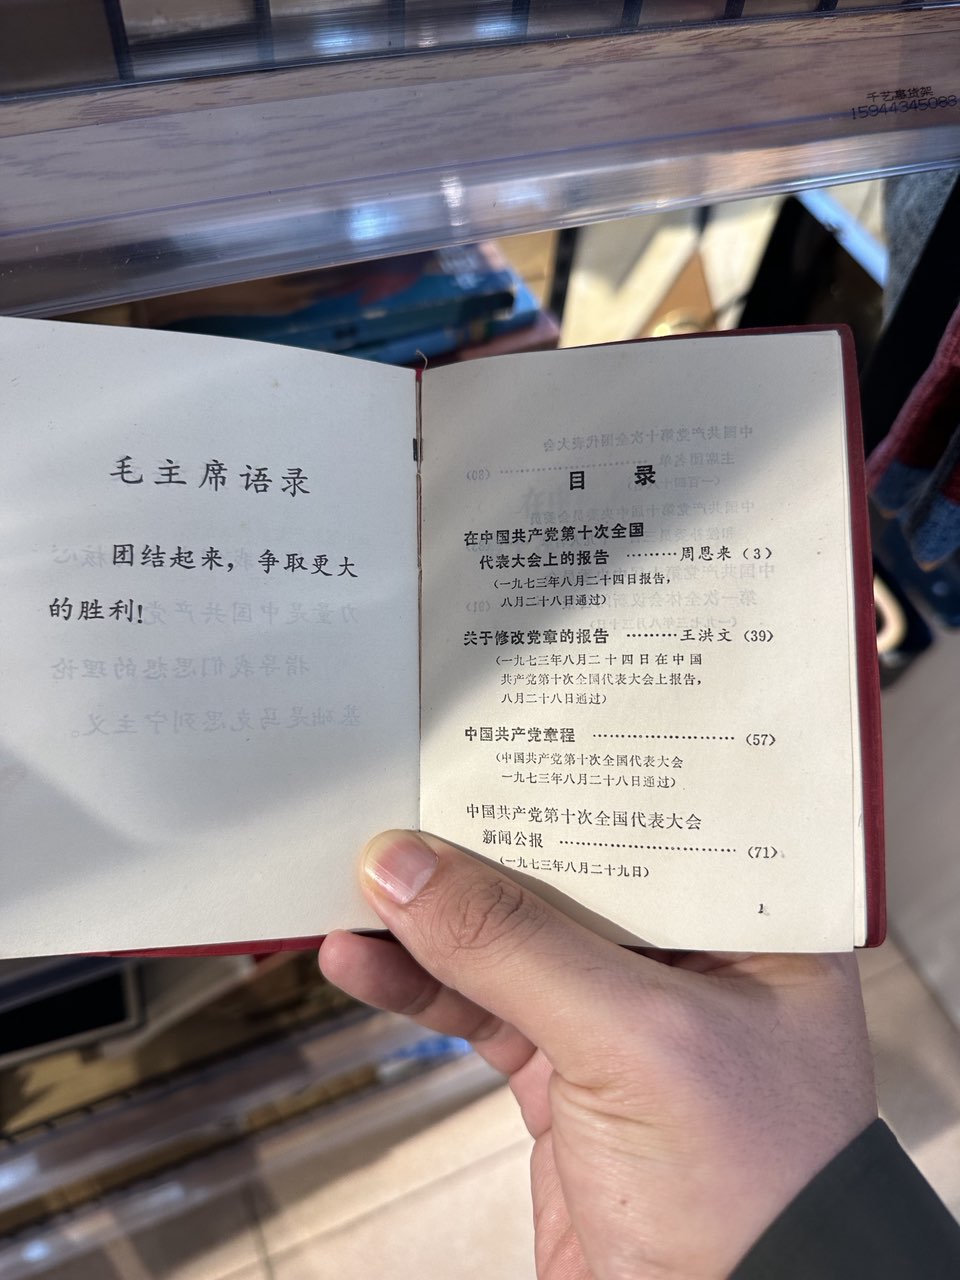 千艺惠货架
15944345088
毛主席语录
团结起来，争取更大
的胜利！
目 录
在中国共产党第十次全国
代表大会上的报告 ………周恩来（3）
（一九七三年八月二十四日报告，
八月二十八日通过）
关于修改党章的报告 ………王洪文（39）
（一九七三年八月二十四日在中国
共产党第十次全国代表大会上报告，
八月二十八日通过）
中国共产党章程 ……………………（57）
（中国共产党第十次全国代表大会
一九七三年八月二十八日通过）
中国共产党第十次全国代表大会
新闻公报 …………………………（71）
（一九七三年八月二十九日）
1